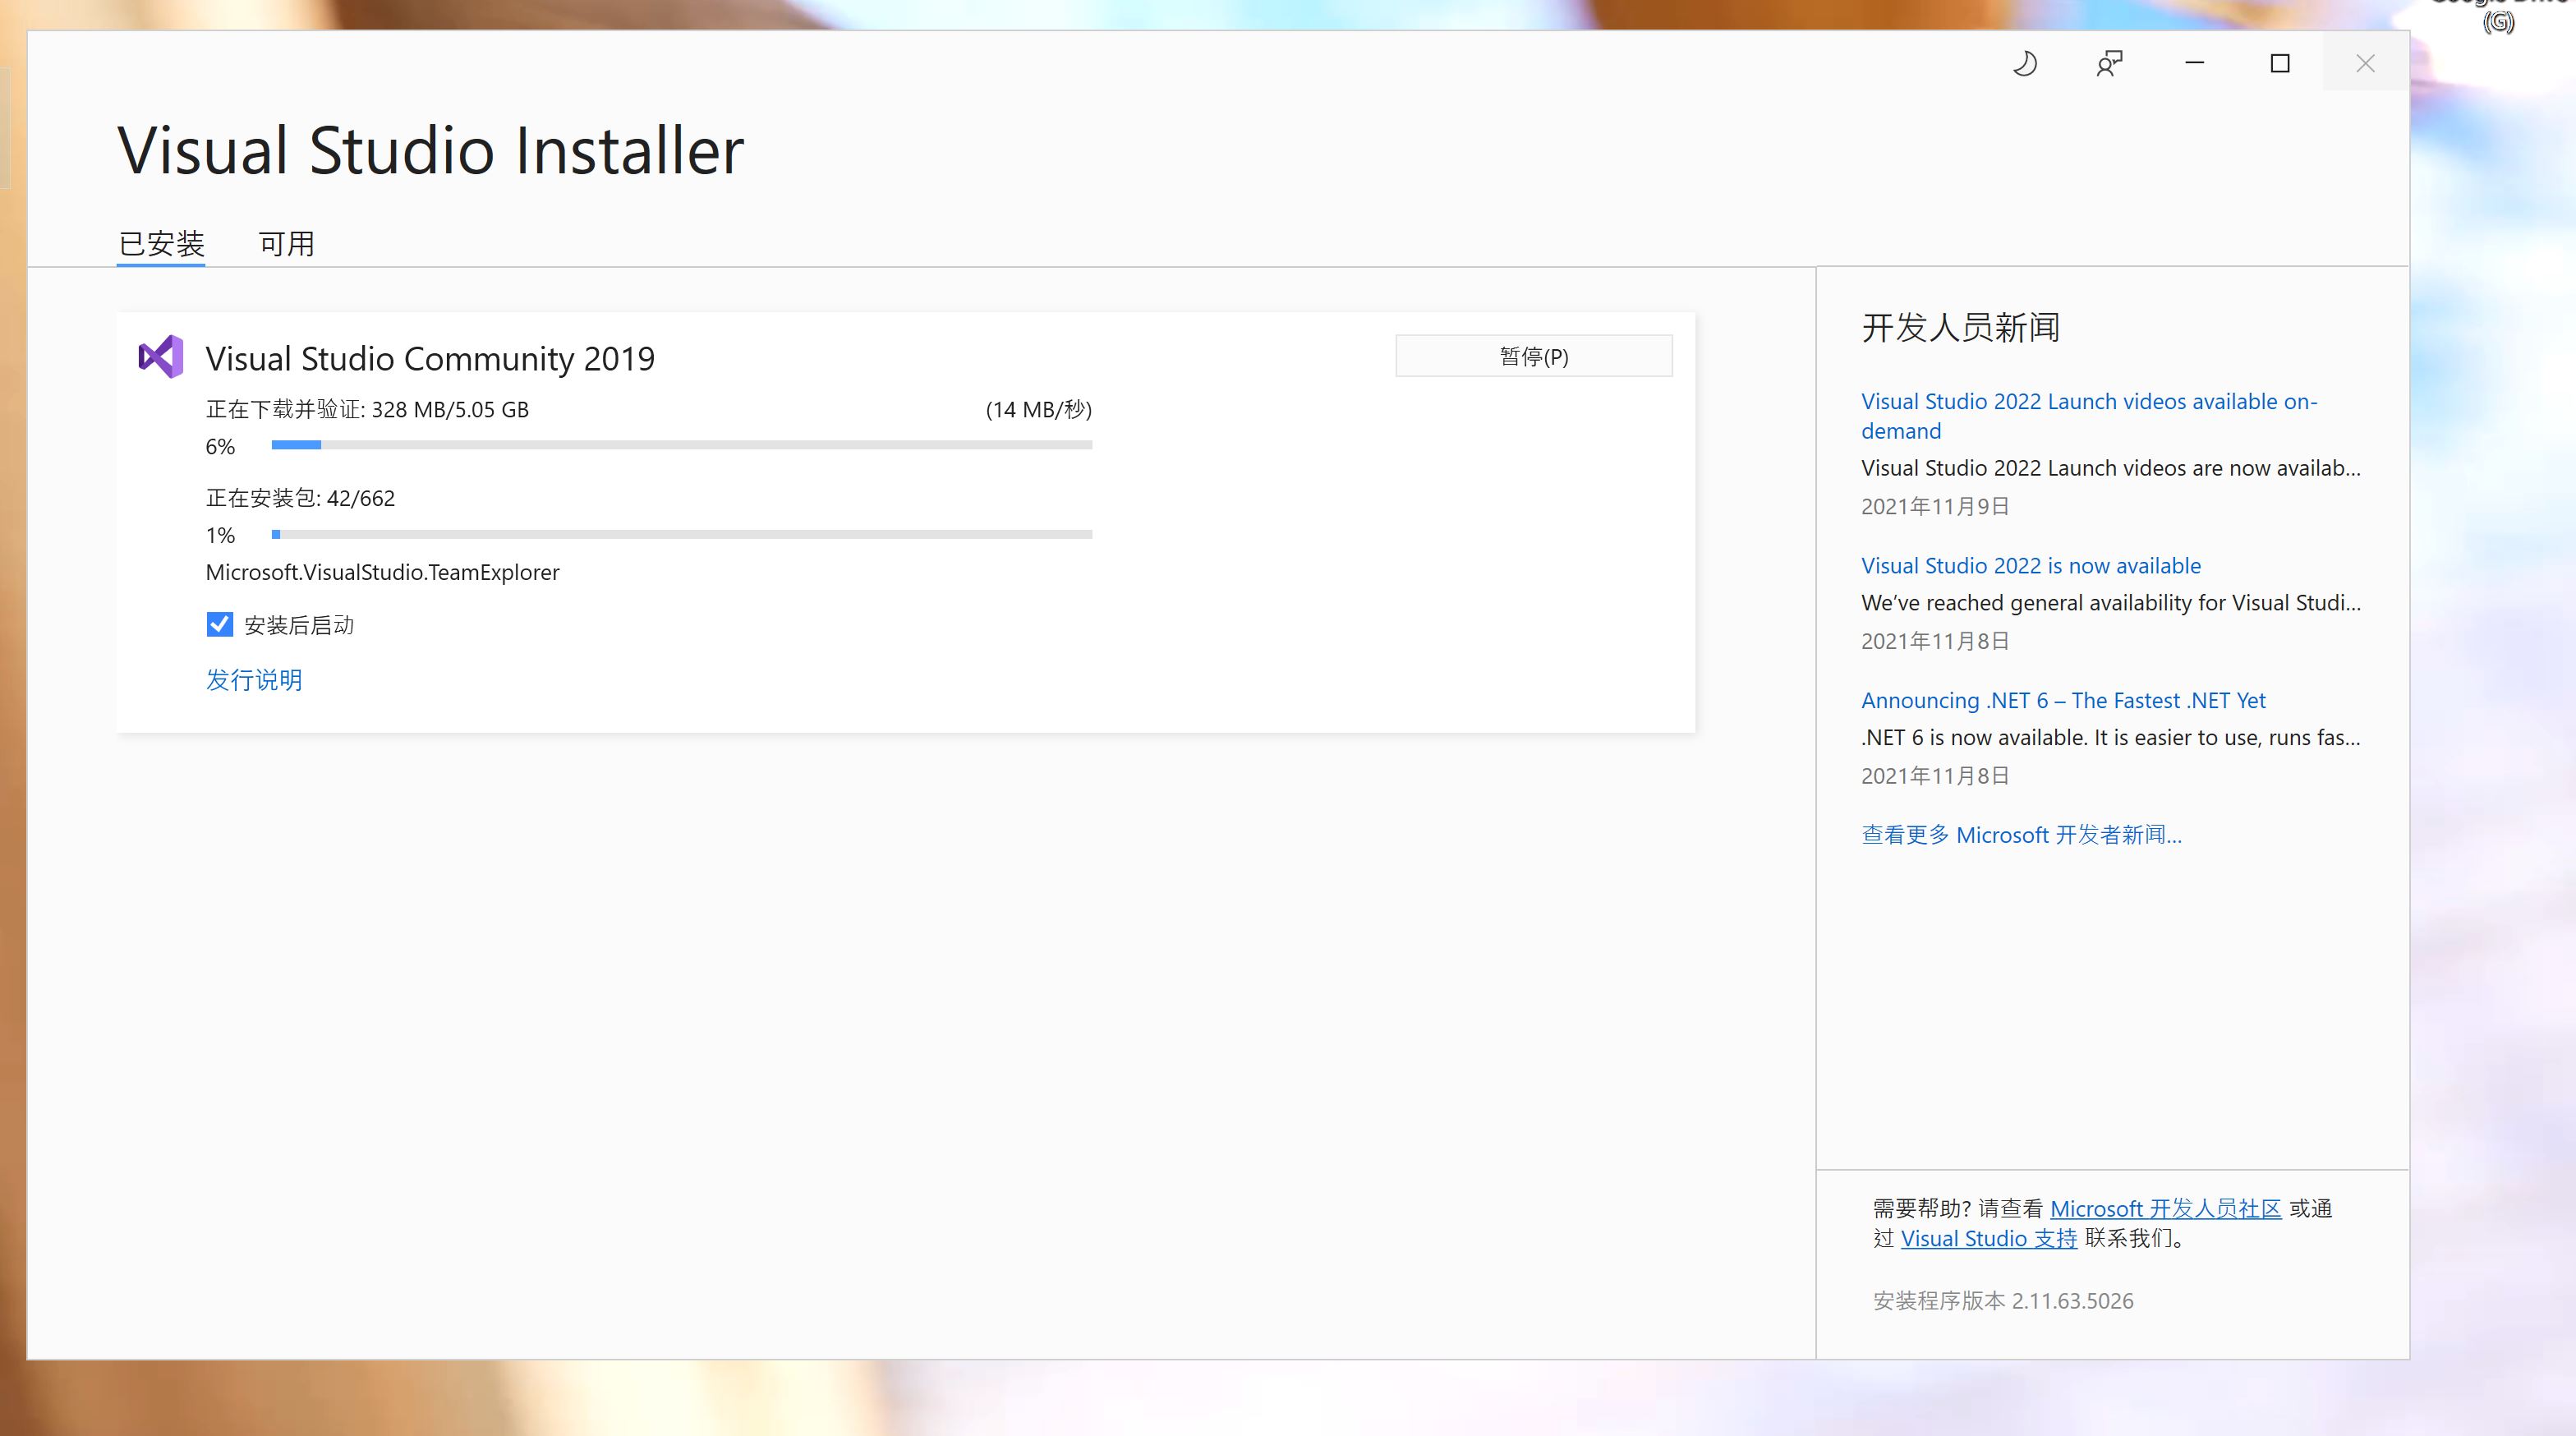 (G)
Visual Studio Installer
已安装
可用
Visual Studio Community 2019
暂停(P)
正在下载并验证: 328 MB/5.05 GB
(14 MB/秒)
6%
正在安装包: 42/662
1%
Microsoft.VisualStudio.TeamExplorer
安装后启动
发行说明
开发人员新闻
Visual Studio 2022 Launch videos available on-
demand
Visual Studio 2022 Launch videos are now availab...
2021年11月9日
Visual Studio 2022 is now available
We’ve reached general availability for Visual Studi...
2021年11月8日
Announcing .NET 6 – The Fastest .NET Yet
.NET 6 is now available. It is easier to use, runs fas...
2021年11月8日
查看更多 Microsoft 开发者新闻...
需要帮助? 请查看 Microsoft 开发人员社区 或通
过 Visual Studio 支持 联系我们。
安装程序版本 2.11.63.5026